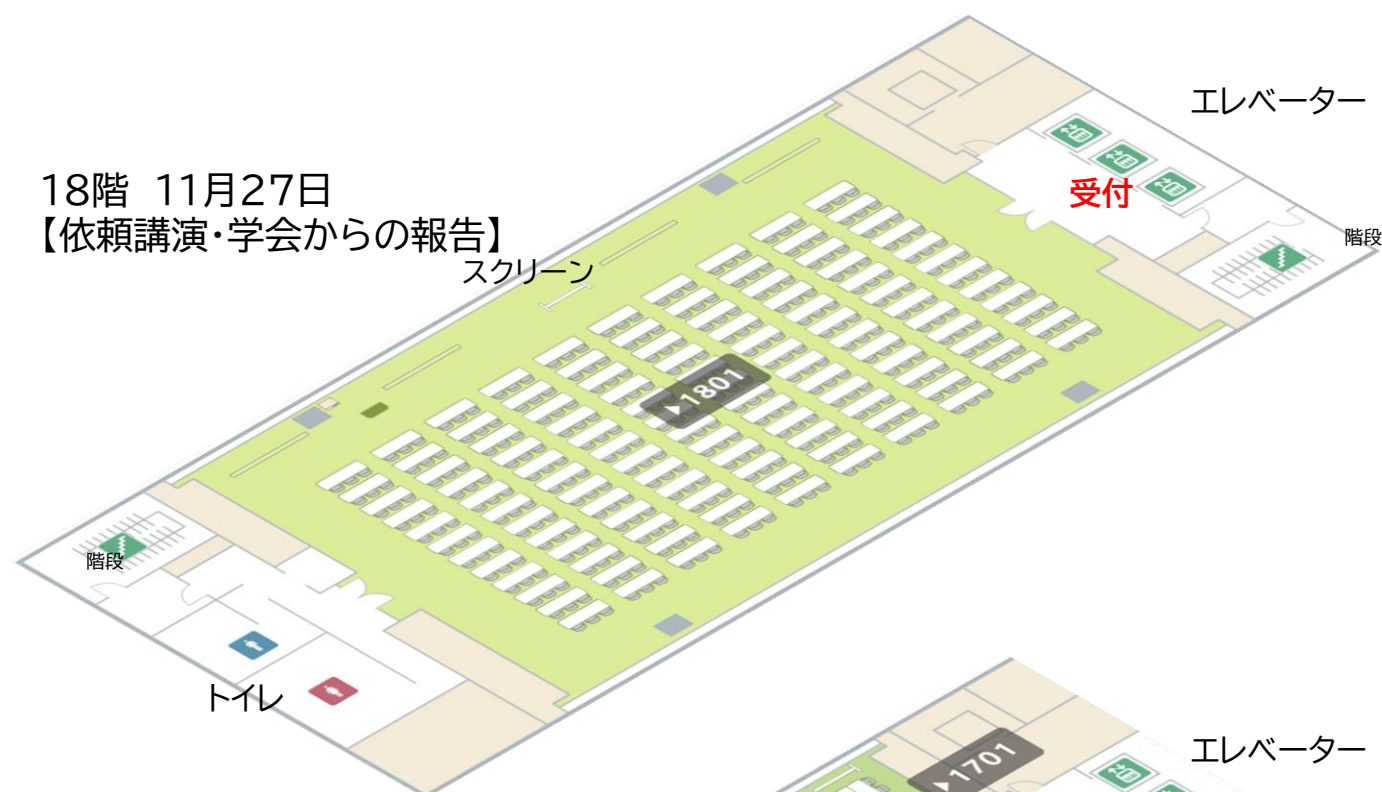 エレベーター
18階 11月27日
【依頼講演・学会からの報告】
受付
階段
スクリーン
▶1801
階段
トイレ
エレベーター
▶1701